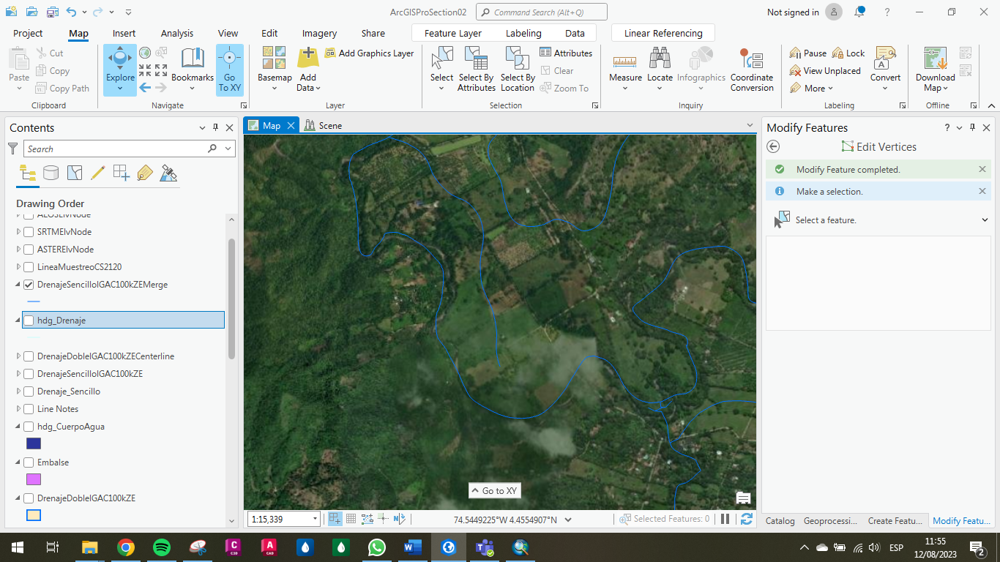 ArcGISProSection02
Command Search (Alt+Q)
Not signed in
?
Project
Map
Insert
Analysis
View
Edit
Imagery
Share
Feature Layer
Labeling
Data
Linear Referencing
Paste
Cut
Copy
Copy Path
Clipboard
Explore
Bookmarks
Go
To XY
Navigate
Basemap
Add
Data
Add Graphics Layer
Layer
Select
Select By
Attributes
Select By
Location
Attributes
Clear
Zoom To
Selection
Measure
Locate
Infographics
Coordinate
Conversion
Inquiry
Pause
Lock
View Unplaced
More
Convert
Labeling
Download
Map
Offline
Contents
Search
Drawing Order
ALOSElvNode
SRTMElvNode
ASTERElvNode
LineaMuestreoCS2120
DrenajeSencilloIGAC100kZEMerge
hdg_Drenaje
DrenajeDobleIGAC100kZECenterline
DrenajeSencilloIGAC100kZE
Drenaje_Sencillo
Line Notes
hdg_CuerpoAgua
Embalse
DrenajeDobleIGAC100kZE
Map
Scene
Go to XY
1:15,339
74.5449225°W 4.4554907°N
Selected Features: 0
Modify Features
?
Edit Vertices
Modify Feature completed.
Make a selection.
Select a feature.
Catalog
Geoprocessi...
Create Featu...
Modify Featu...
ESP
11:55
12/08/2023
2